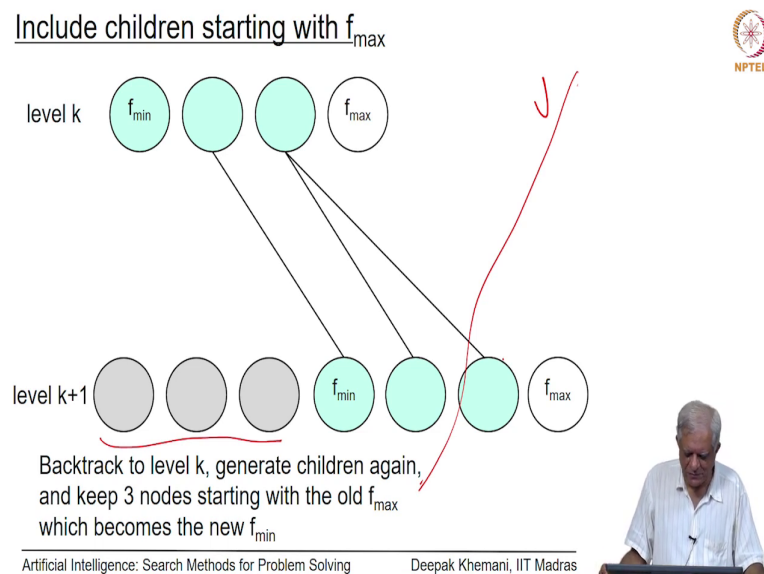 Include children starting with fmax
NPTEL
level k
fmin
fmax
level k+1
fmin
fmax
Backtrack to level k, generate children again,
and keep 3 nodes starting with the old fmax
which becomes the new fmin
Artificial Intelligence: Search Methods for Problem Solving
Deepak Khemani, IIT Madras